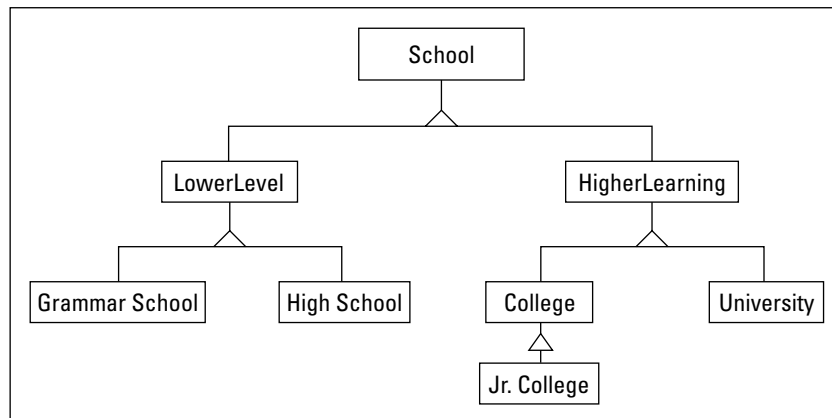 School
LowerLevel
HigherLearning
Grammar School
High School
College
University
Jr. College